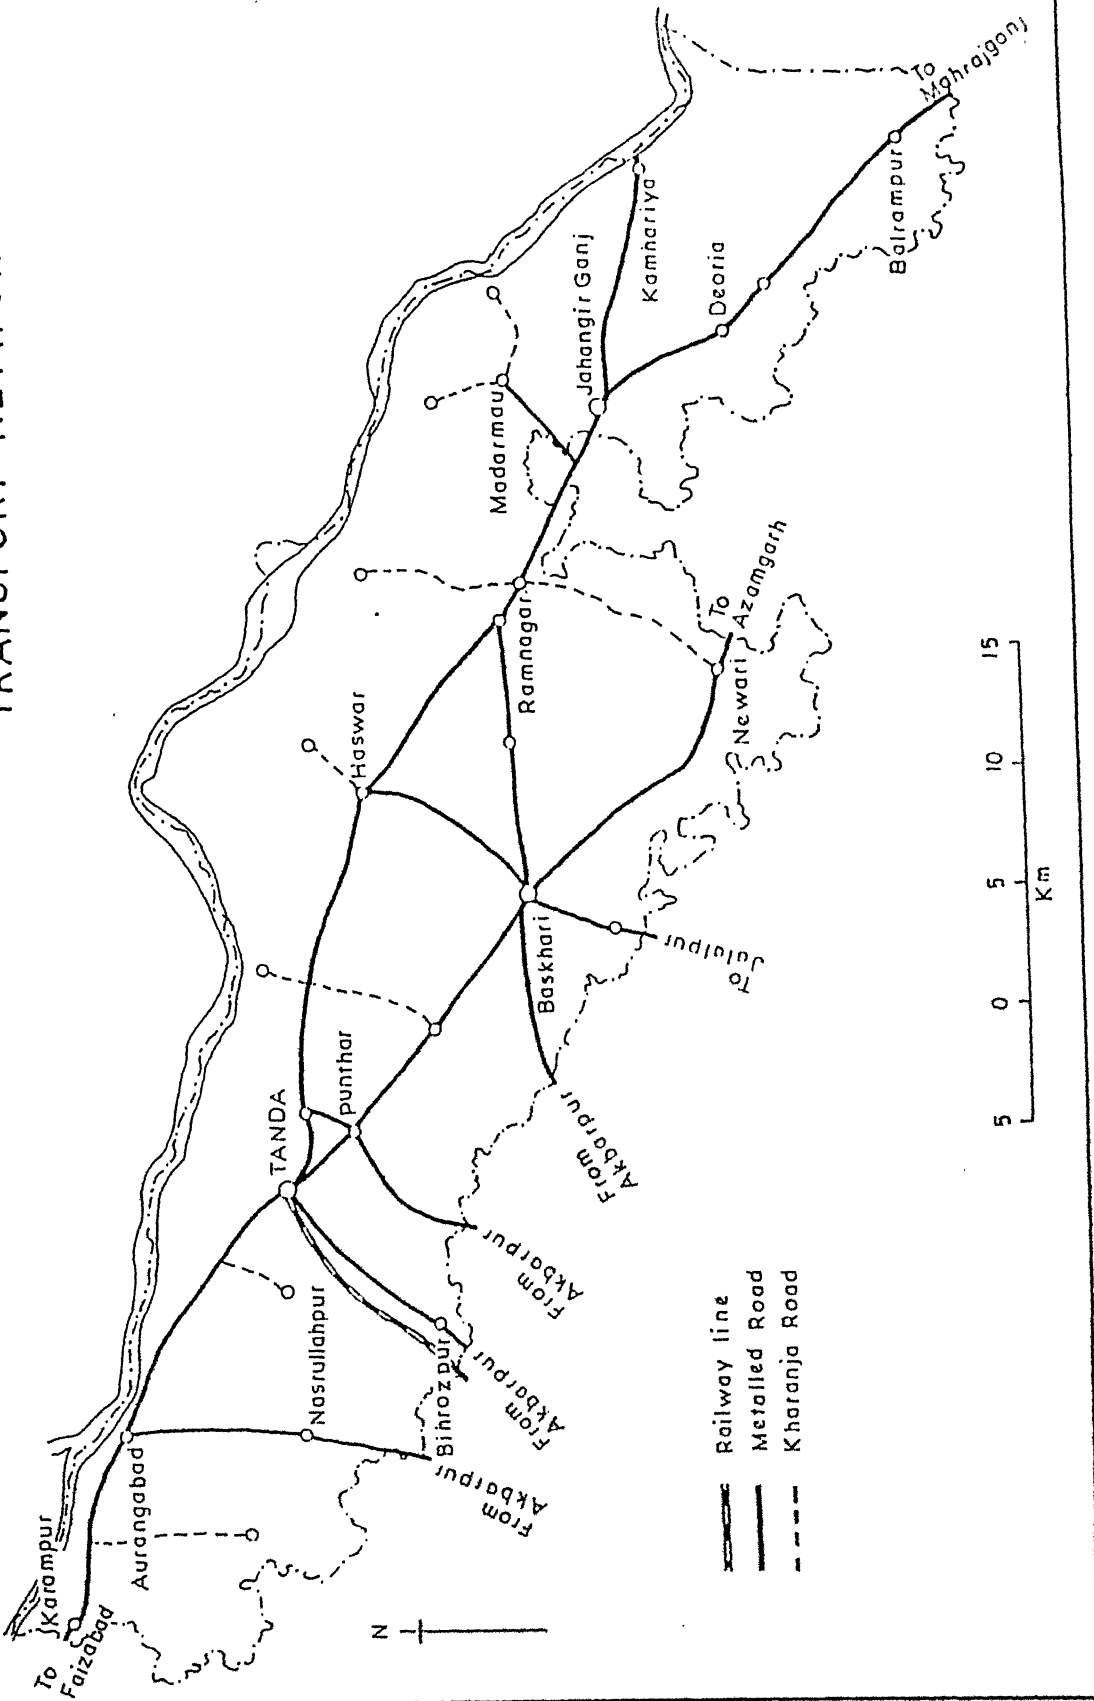 To
Mahrajganj
Balrampur
Kamhariya
Deoria
Jahangir Ganj
Madarmau
Ramnagar
To
Azamgarh
Newari
Haswar
Baskhari
To
Jalalpur
TANDA
Punthar
From
Akbarpur
From
Akbarpur
From
Akbarpur
From
Akbarpur
Bihrozpur
Nasrullahpur
Aurangabad
Karampur
To
Faizabad
N
Railway line
Metalled Road
Kharanja Road
5 0 5 10 15
Km